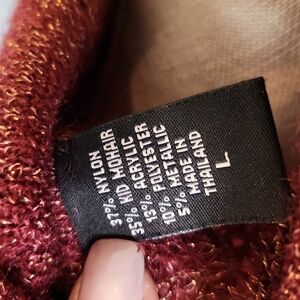 37% NYLON
35% KID MOHAIR
13% ACRYLIC
10% POLYESTER
5% METALLIC
MADE IN
THAILAND
L